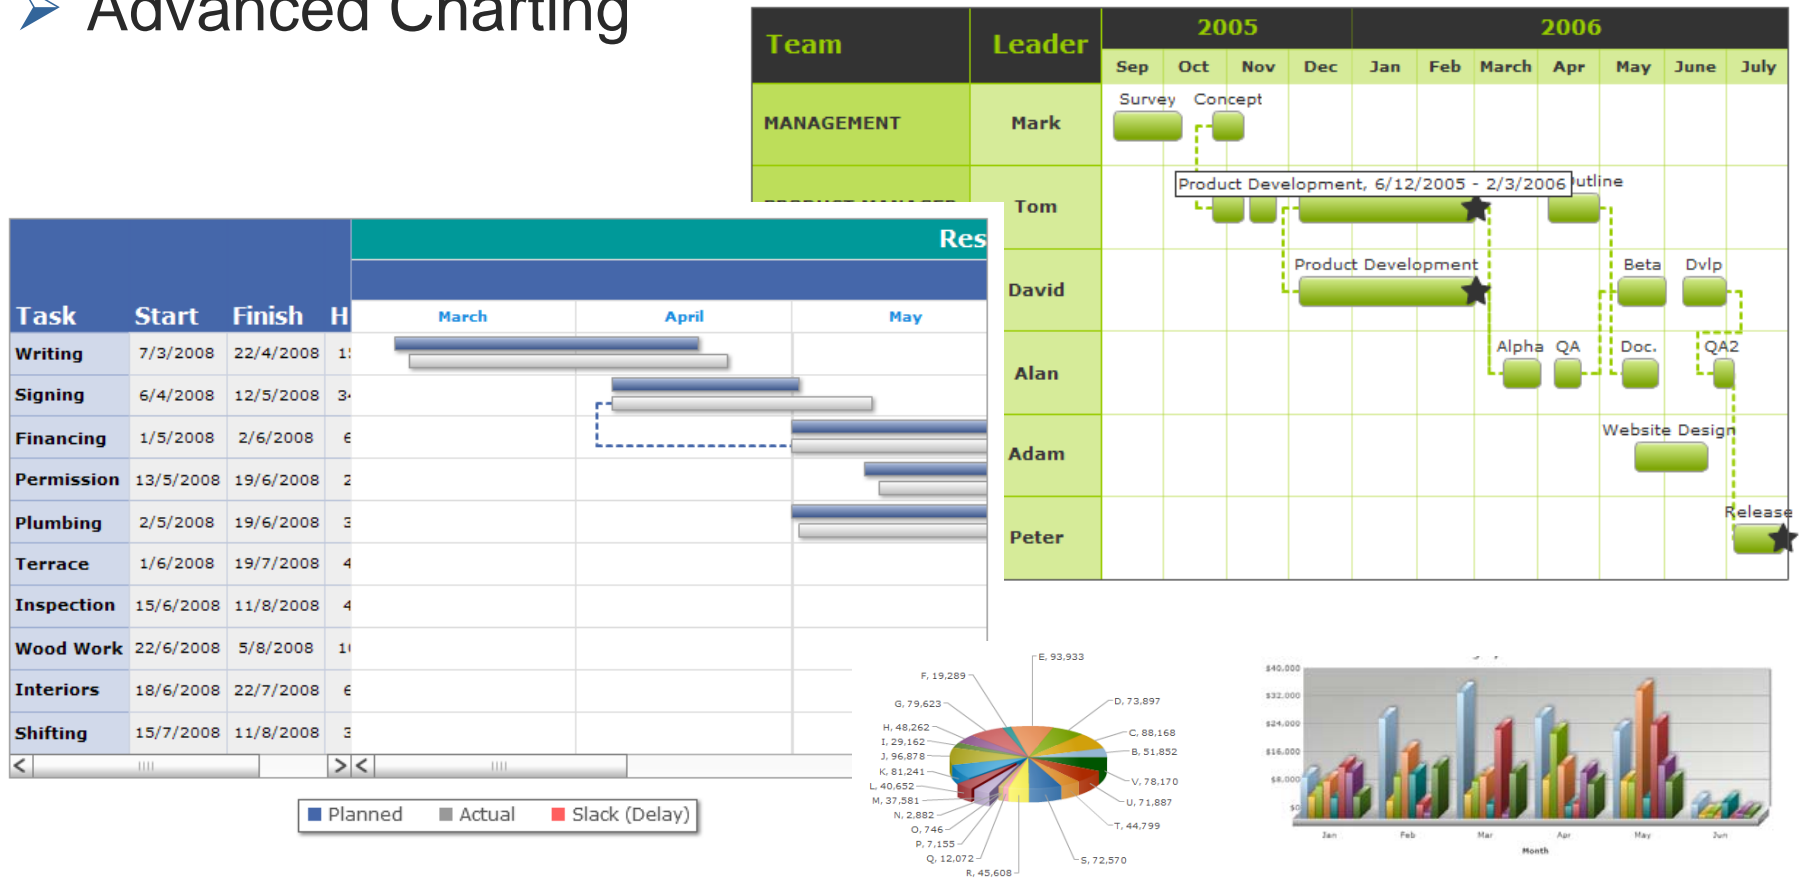 Advanced Charting
Team Leader 2005 2006
Sep Oct Nov Dec Jan Feb March Apr May June July
MANAGEMENT Mark
Survey Concept
Tom
Product Development, 6/12/2005 - 2/3/2006
David
Product Development Beta Dvlp
Alan
Alpha QA Doc. QA2
Adam
Website Design
Peter
Release
Res
Task Start Finish H
March April May
Writing 7/3/2008 22/4/2008
Signing 6/4/2008 12/5/2008
Financing 1/5/2008 2/6/2008
Permission 13/5/2008 19/6/2008
Plumbing 2/5/2008 19/6/2008
Terrace 1/6/2008 19/7/2008
Inspection 15/6/2008 11/8/2008
Wood Work 22/6/2008 5/8/2008
Interiors 18/6/2008 22/7/2008
Shifting 15/7/2008 11/8/2008
Planned Actual Slack (Delay)
E, 93,933
F, 19,289
D, 73,897
G, 79,623
H, 48,262
C, 88,168
I, 29,162
B, 51,852
J, 96,878
K, 81,241
V, 78,170
L, 40,652
M, 37,581
U, 71,887
N, 2,882
T, 44,799
O, 746
P, 7,155
Q, 12,072
S, 72,570
R, 45,608
$40.000
$32.000
$24.000
$16.000
$8.000
$0
Jan Feb Mar Apr May Jun
Month